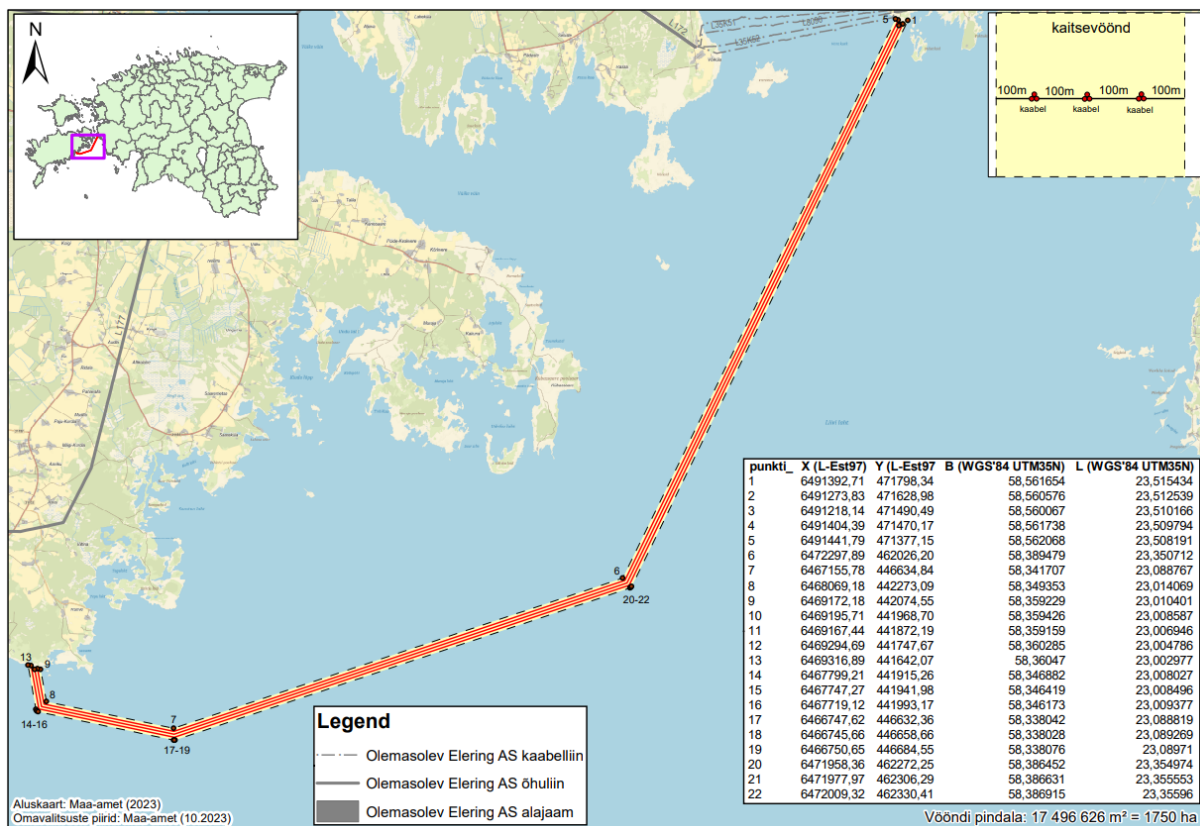 N
L172
L35K51
L8086
L35K62
5
1
kaitsevöönd
100m 100m 100m 100m
kaabel kaabel kaabel
L177
6
20-22
13
9
8
14-16
7
17-19
Legend
Olemasolev Elering AS kaabelliin
Olemasolev Elering AS õhuliin
Olemasolev Elering AS alajaam
Aluskaart: Maa-amet (2023)
Omavalitsuste piirid: Maa-amet (10.2023)
punkti_ X (L-Est97) Y (L-Est97 B (WGS'84 UTM35N) L (WGS'84 UTM35N)
1 6491392,71 471798,34 58,561654 23,515434
2 6491273,83 471628,98 58,560576 23,512539
3 6491218,14 471490,49 58,560067 23,510166
4 6491404,39 471470,17 58,561738 23,509794
5 6491441,79 471377,15 58,562068 23,508191
6 6472297,89 462026,20 58,389479 23,350712
7 6467155,78 446634,84 58,341707 23,088767
8 6468069,18 442273,09 58,349353 23,014069
9 6469172,18 442074,55 58,359229 23,010401
10 6469195,71 441968,70 58,359426 23,008587
11 6469167,44 441872,19 58,359159 23,006946
12 6469294,69 441747,67 58,360285 23,004786
13 6469316,89 441642,07 58,36047 23,002977
14 6467799,21 441915,26 58,346882 23,008027
15 6467747,27 441941,98 58,346419 23,008496
16 6467719,12 441993,17 58,346173 23,009377
17 6466747,62 446632,36 58,338042 23,088819
18 6466745,66 446658,66 58,338028 23,089269
19 6466750,65 446684,55 58,338076 23,08971
20 6471958,36 462272,25 58,386452 23,354974
21 6471977,97 462306,29 58,386631 23,355553
22 6472009,32 462330,41 58,386915 23,35596
Vööndi pindala: 17 496 626 m² = 1750 ha